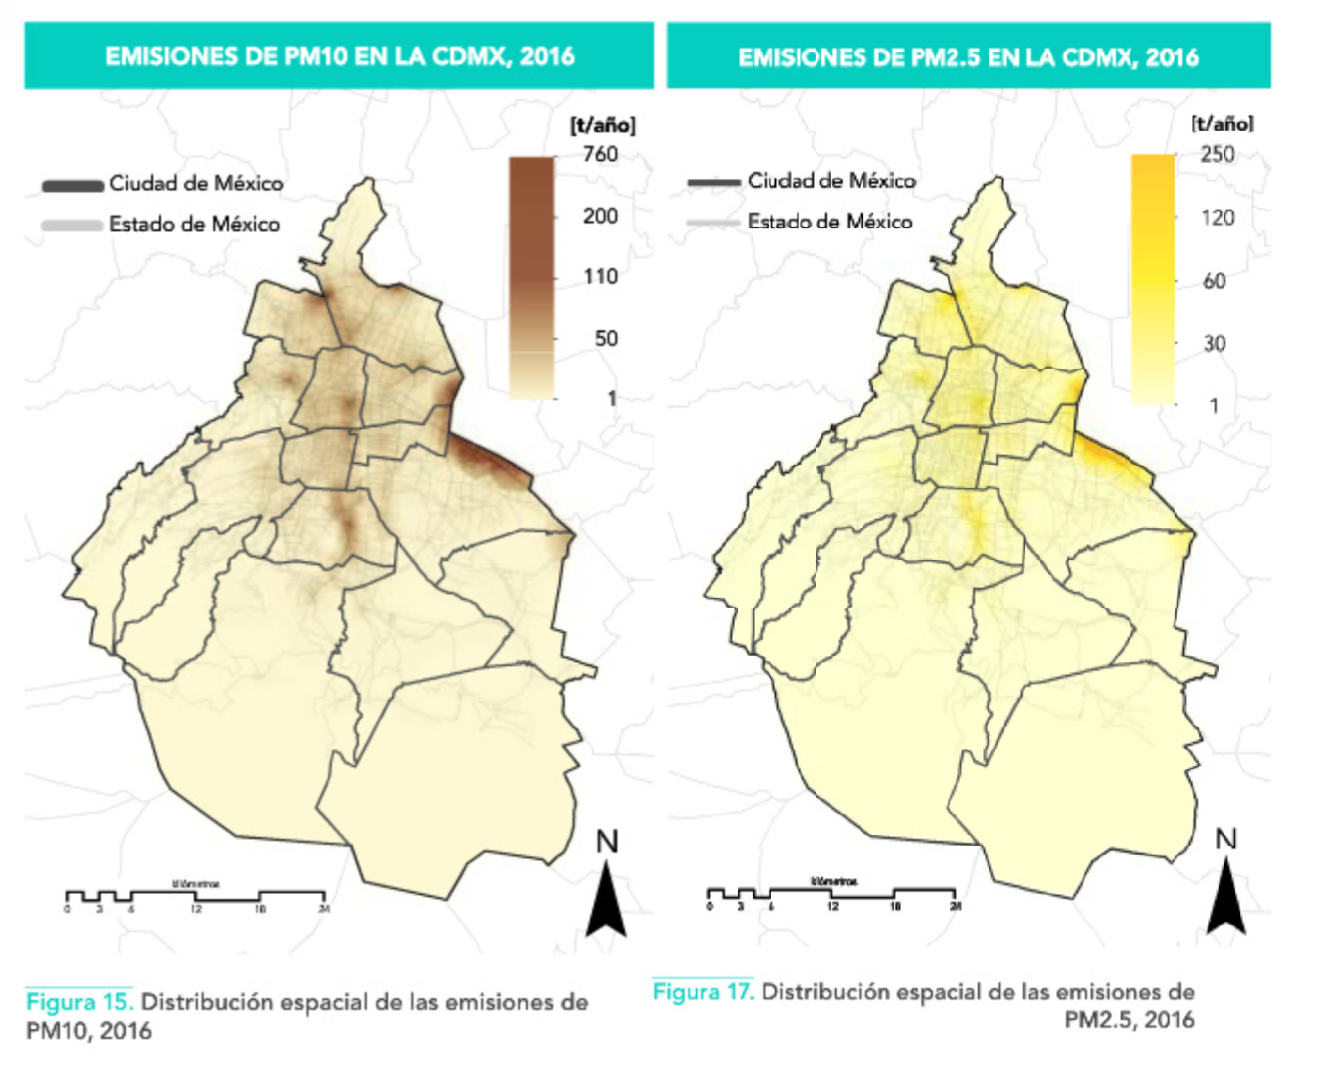 EMISIONES DE PM10 EN LA CDMX, 2016
[t/año]
760
200
110
50
1
Ciudad de México
Estado de México
N
kilómetros
0 3 6 12 18 24
Figura 15. Distribución espacial de las emisiones de
PM10, 2016
EMISIONES DE PM2.5 EN LA CDMX, 2016
[t/año]
250
120
60
30
1
Ciudad de México
Estado de México
N
kilómetros
0 3 6 12 18 24
Figura 17. Distribución espacial de las emisiones de
PM2.5, 2016